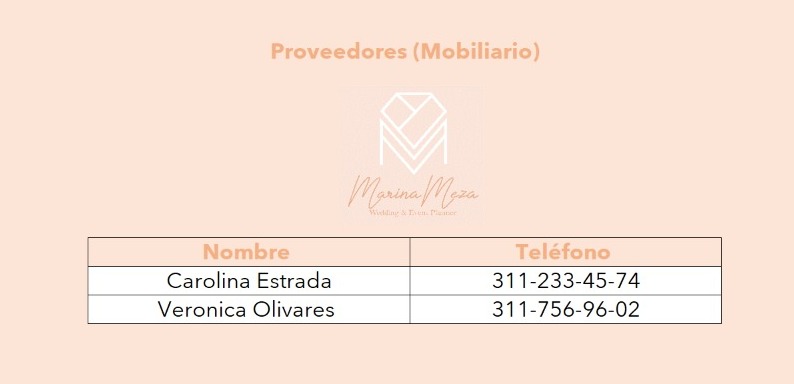 Proveedores (Mobiliario)
Marina Meza
Wedding & Event Planner
Nombre Teléfono
Carolina Estrada 311-233-45-74
Veronica Olivares 311-756-96-02